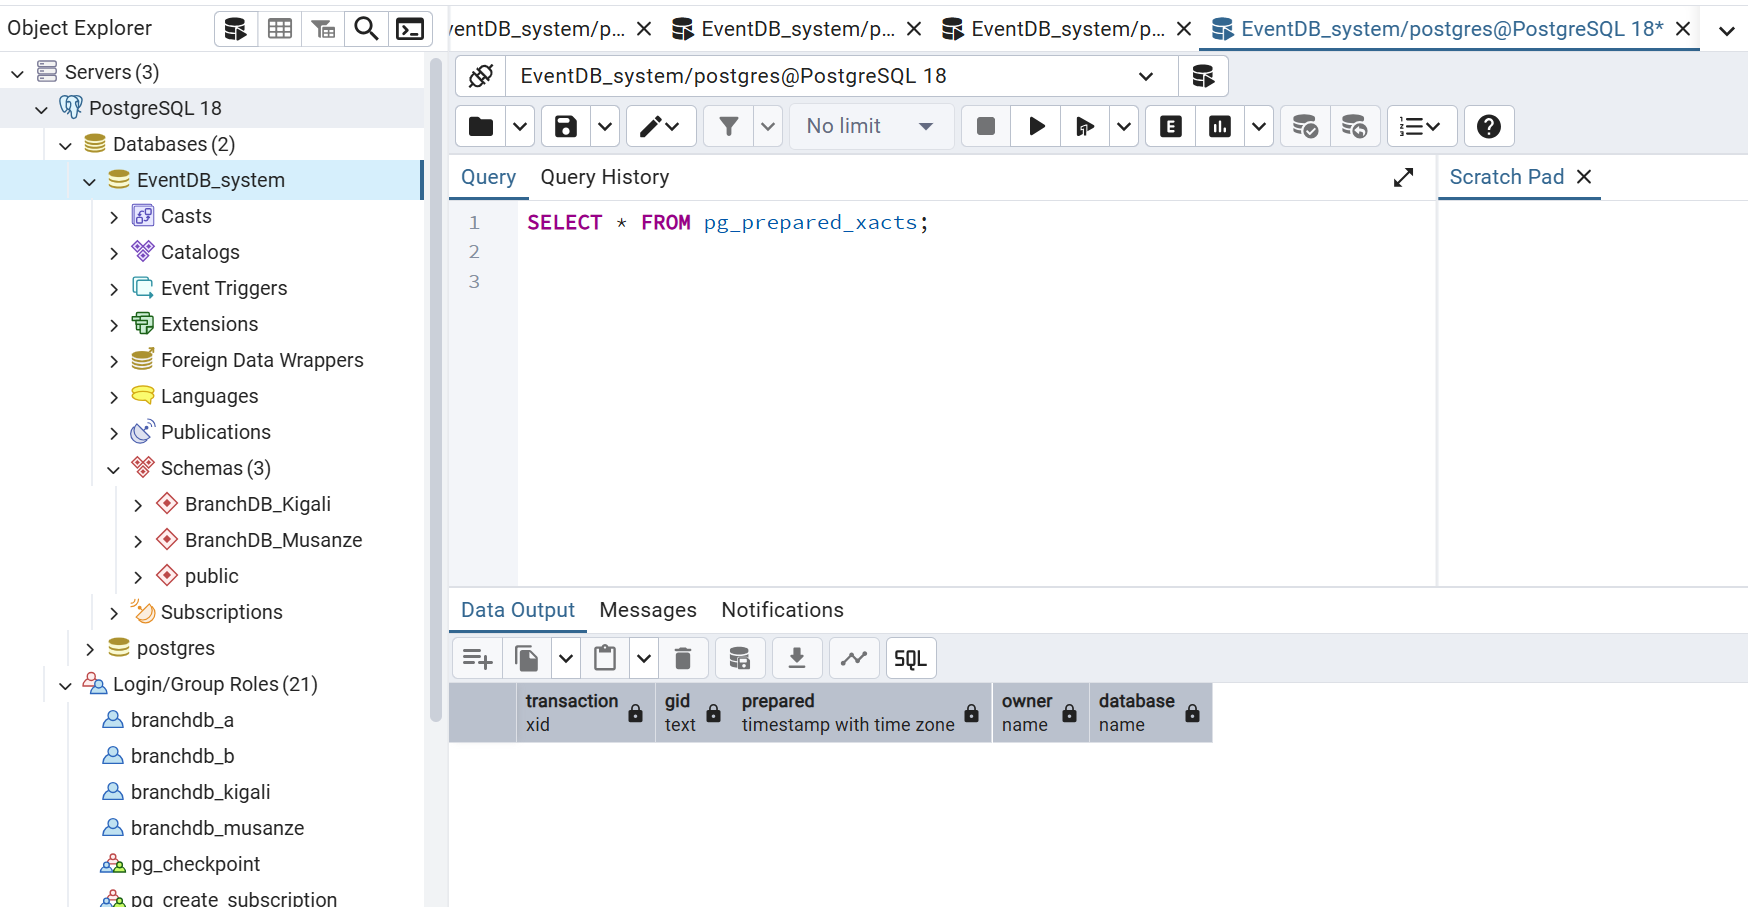 Object Explorer
ventDB_system/p...
EventDB_system/p...
EventDB_system/p...
EventDB_system/postgres@PostgreSQL 18*
Servers (3)
PostgreSQL 18
Databases (2)
EventDB_system
Casts
Catalogs
Event Triggers
Extensions
Foreign Data Wrappers
Languages
Publications
Schemas (3)
BranchDB_Kigali
BranchDB_Musanze
public
Subscriptions
postgres
Login/Group Roles (21)
branchdb_a
branchdb_b
branchdb_kigali
branchdb_musanze
pg_checkpoint
pg_create_subscription
EventDB_system/postgres@PostgreSQL 18
No limit
E
Query
Query History
Scratch Pad
1 SELECT * FROM pg_prepared_xacts;
2
3
Data Output
Messages
Notifications
SQL
transaction
xid
gid
text
prepared
timestamp with time zone
owner
name
database
name